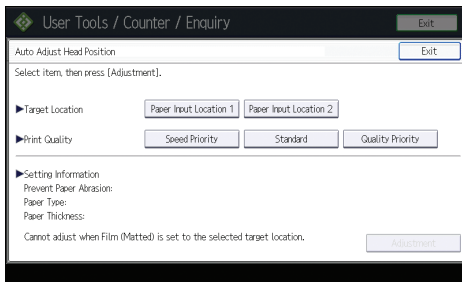 User Tools / Counter / Enquiry Exit
Auto Adjust Head Position Exit
Select item, then press [Adjustment].
▶Target Location Paper Input Location 1 Paper Input Location 2
▶Print Quality Speed Priority Standard Quality Priority
▶Setting Information
Prevent Paper Abrasion:
Paper Type:
Paper Thickness:
Cannot adjust when Film (Matted) is set to the selected target location.
Adjustment